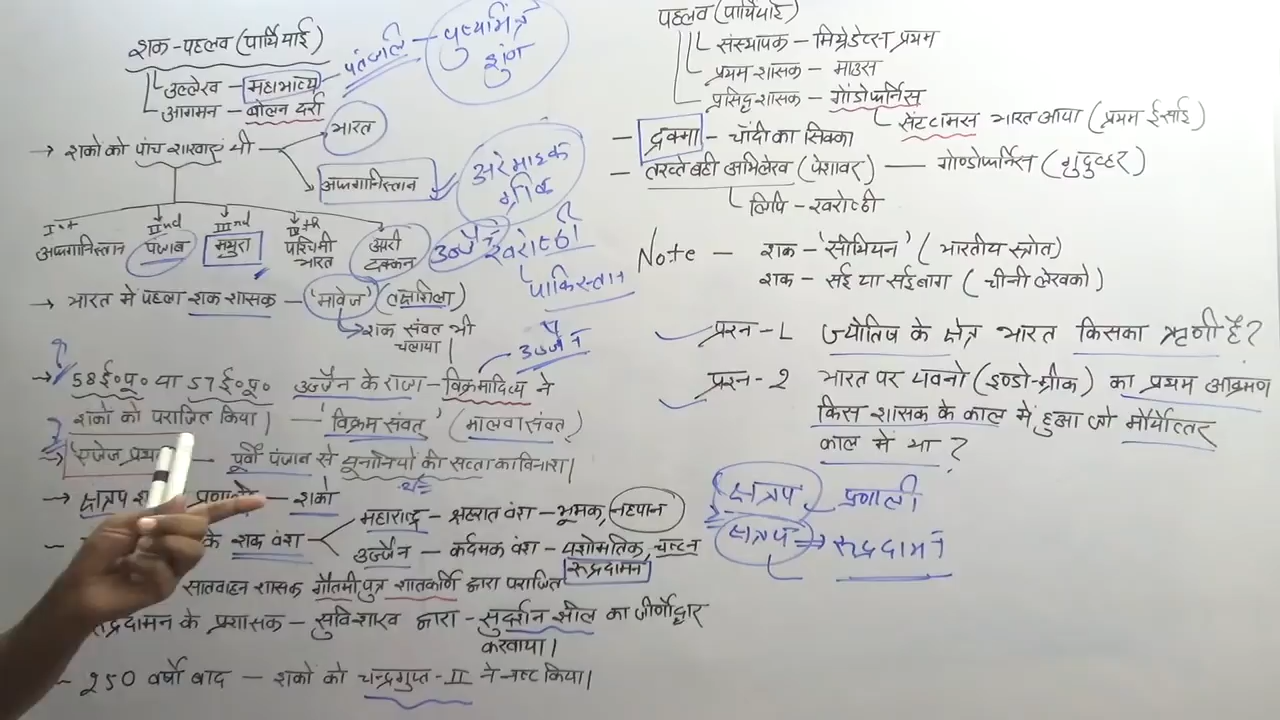 शक-पहलव (पार्थियाई)
उल्लेख - महाभाष्य - पतंजलि - पुष्यमित्र शुंग
आगमन - बोलन दर्रा
→ शकों की पांच शाखाएं थी
भारत
अफगानिस्तान
अरेमाइक
ग्रीक
खरोष्ठी
पाकिस्तान
Ist IInd IIInd IVth
अफगानिस्तान पंजाब मथुरा पश्चिमी भारत अपरी दक्कन
उज्जैन
→ भारत में पहला शक शासक - 'मावेज' (तक्षशिला)
→ शक संवत भी चलाया|
उज्जैन
→ 58 ई०पू० या 57 ई०पू० उज्जैन के राजा - विक्रमादित्य ने
शकों को पराजित किया| - 'विक्रम संवत' (मालवा संवत)
→ एजेज प्रथम - पूर्वी पंजाब से यूनानियों की सत्ता का विनाश|
→ क्षत्रप प्रणाली - शको
के शक वंश
महाराष्ट्र - क्षहरात वंश - भूमक, नहपान
उज्जैन - कर्दमक वंश - यशोमतिक, चष्टन
रूद्रदामन
सातवाहन शासक गौतमीपुत्र शातकर्णि द्वारा पराजित
रूद्रदामन के प्रशासक - सुविशाख द्वारा - सुदर्शन झील का जीर्णोद्वार
करवाया|
- 250 वर्षो बाद - शको को चन्द्रगुप्त-II ने नष्ट किया|
पहलव (पार्थियाई)
संस्थापक - मिथ्रेडेट्स प्रथम
प्रथम शासक - माउस
प्रसिद्ध शासक - गोंडोफर्निस
सेंट टामस भारत आया (प्रथम ईसाई)
- द्रक्मा - चाँदी का सिक्का
- तख्तेबही अभिलेख (पेशावर) - गोण्डोफर्निस (गुदुव्हर)
लिपि - खरोष्ठी
Note - शक - 'सीथियन' (भारतीय स्त्रोत)
शक - सई या सईवांग (चीनी लेखको)
प्रश्न-1 ज्योतिष के क्षेत्र भारत किसका ऋणी है?
प्रश्न-2 भारत पर यवनो (इण्डो-ग्रीक) का प्रथम आक्रमण
किस शासक के काल में, हुआ जो मौर्योत्तर
काल में था?
क्षत्रप प्रणाली
क्षत्रप → रूद्रदामन